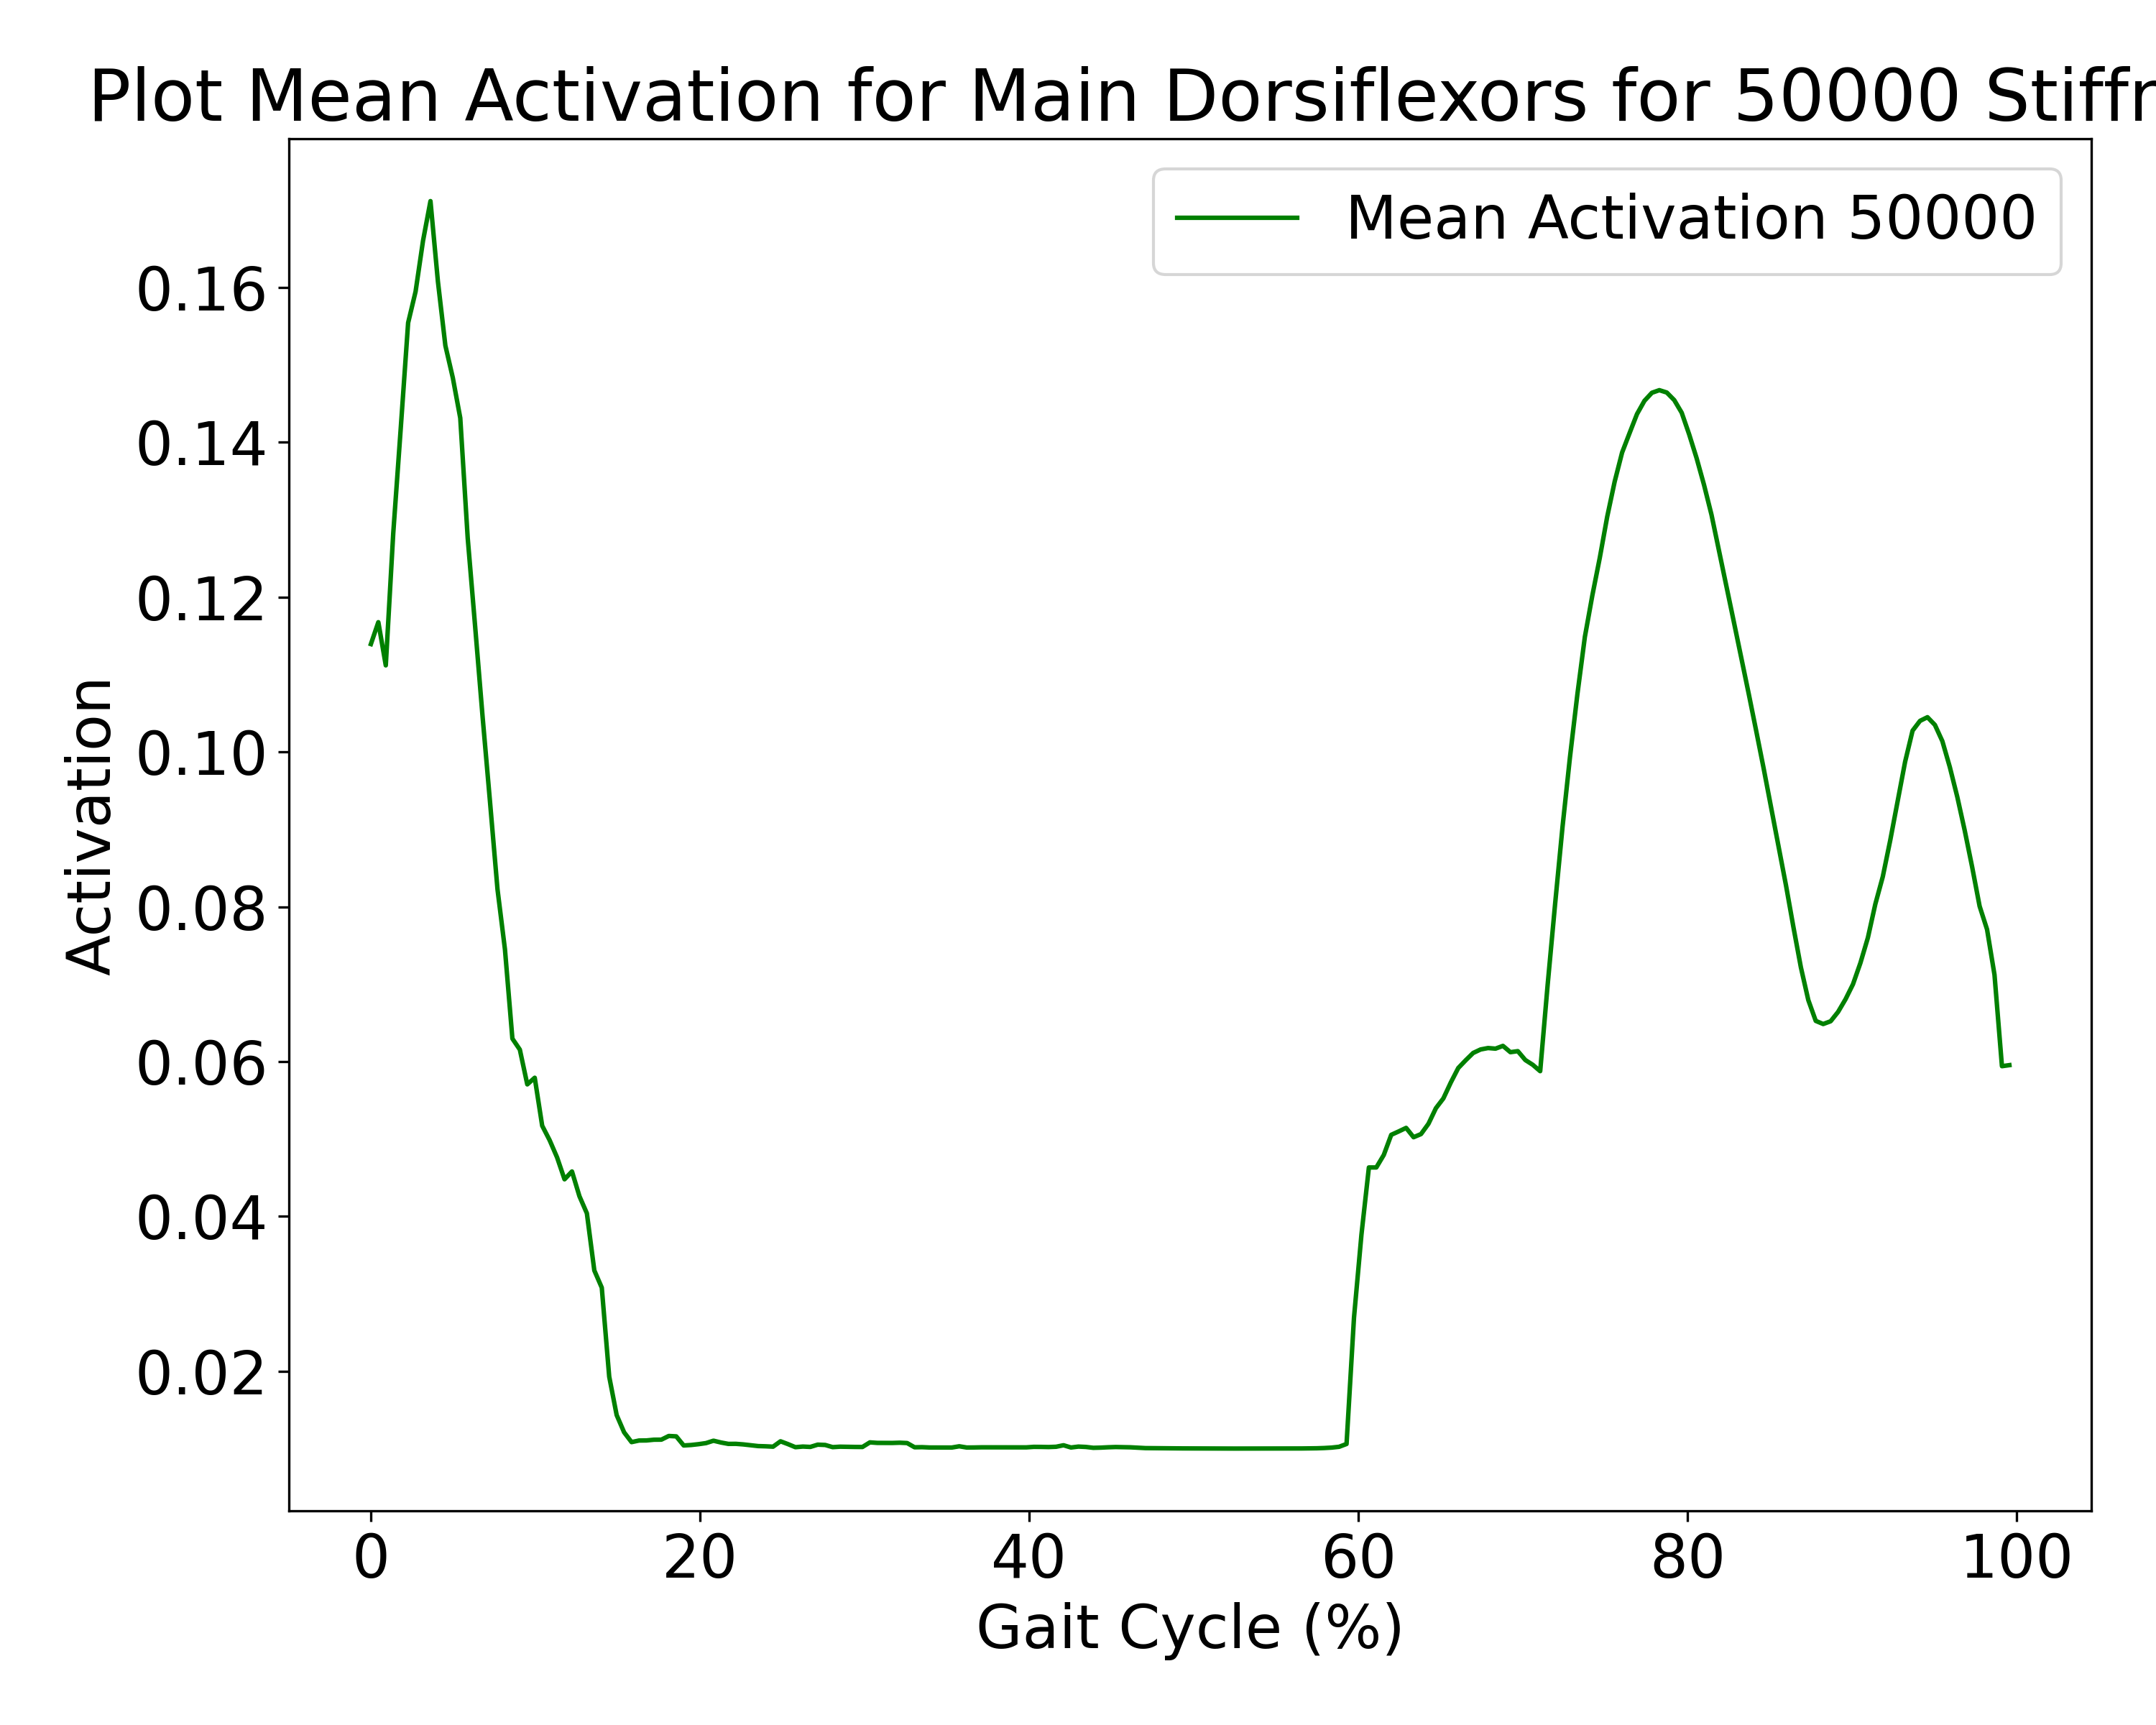 Plot Mean Activation for Main Dorsiflexors for 50000
Mean Activation 50000
0.16
0.14
0.12
0.10
0.08
0.06
0.04
0.02
Activation
0 20 40 60 80 100
Gait Cycle (%)